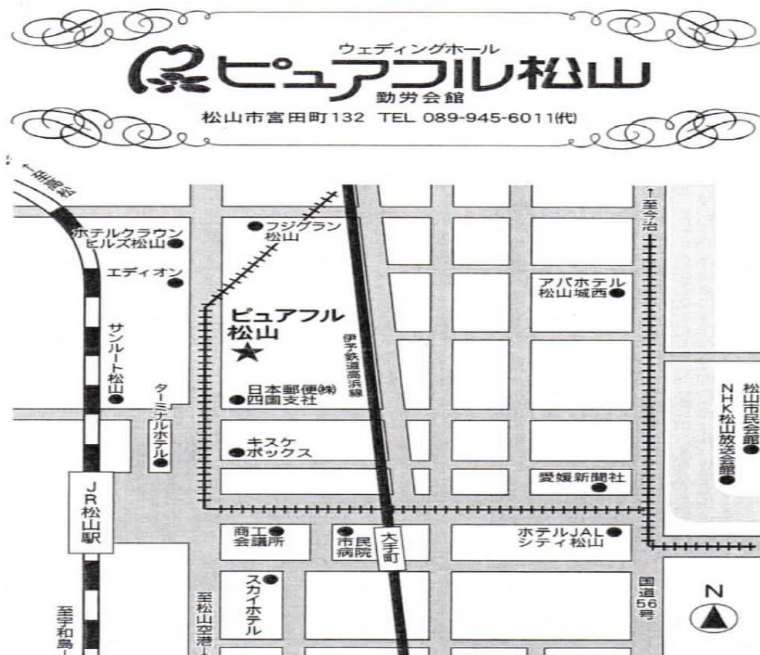 ウェディングホール
ピュアフル松山
勤労会館
松山市宮田町132 TEL 089-945-6011(代)
至高松
↑至今治
ホテルクラウン
ヒルズ松山
フジグラン
松山
エディオン
アパホテル
松山城西
ピュアフル
松山
サンルート松山
伊予鉄道高浜線
ターミナルホテル
日本郵便㈱
四国支社
松山市民会館
NHK松山放送会館
キスケ
ボックス
愛媛新聞社
JR松山駅
商工
会議所
市民
病院
大手町
ホテルJAL
シティ松山
スカイホテル
国道56号
N
至宇和島
至松山空港